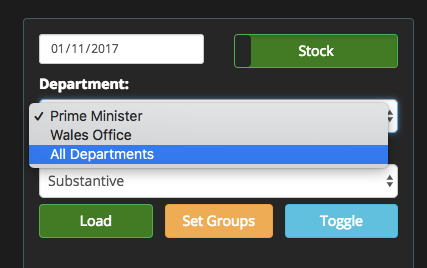 01/11/2017
Stock
Department:
✓ Prime Minister
Wales Office
All Departments
Substantive
Load
Set Groups
Toggle